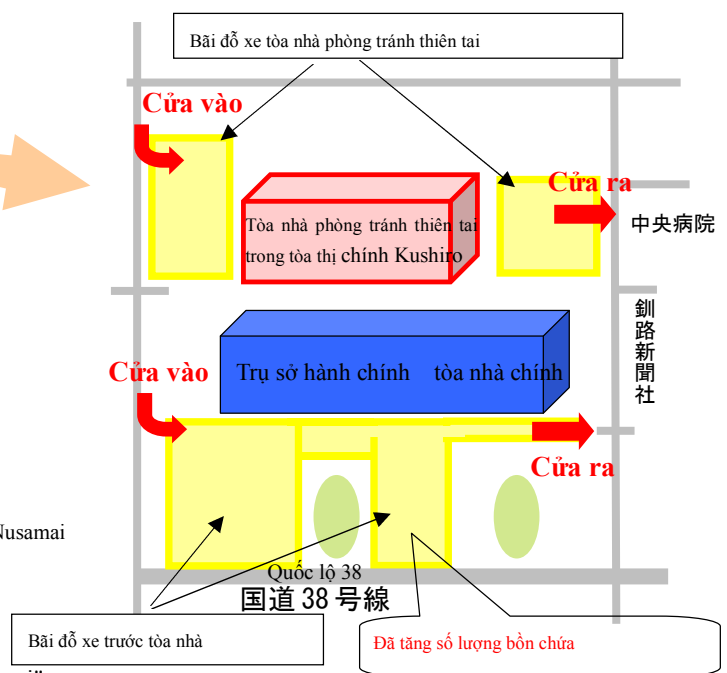 Bãi đỗ xe tòa nhà phòng tránh thiên tai
Cửa vào
Cửa ra
中央病院
Tòa nhà phòng tránh thiên tai
trong tòa thị chính Kushiro
釧路新聞社
Cửa vào
Trụ sở hành chính tòa nhà chính
Cửa ra
Nusamai
Quốc lộ 38
国道 38 号線
Bãi đỗ xe trước tòa nhà
Đã tăng số lượng bồn chứa